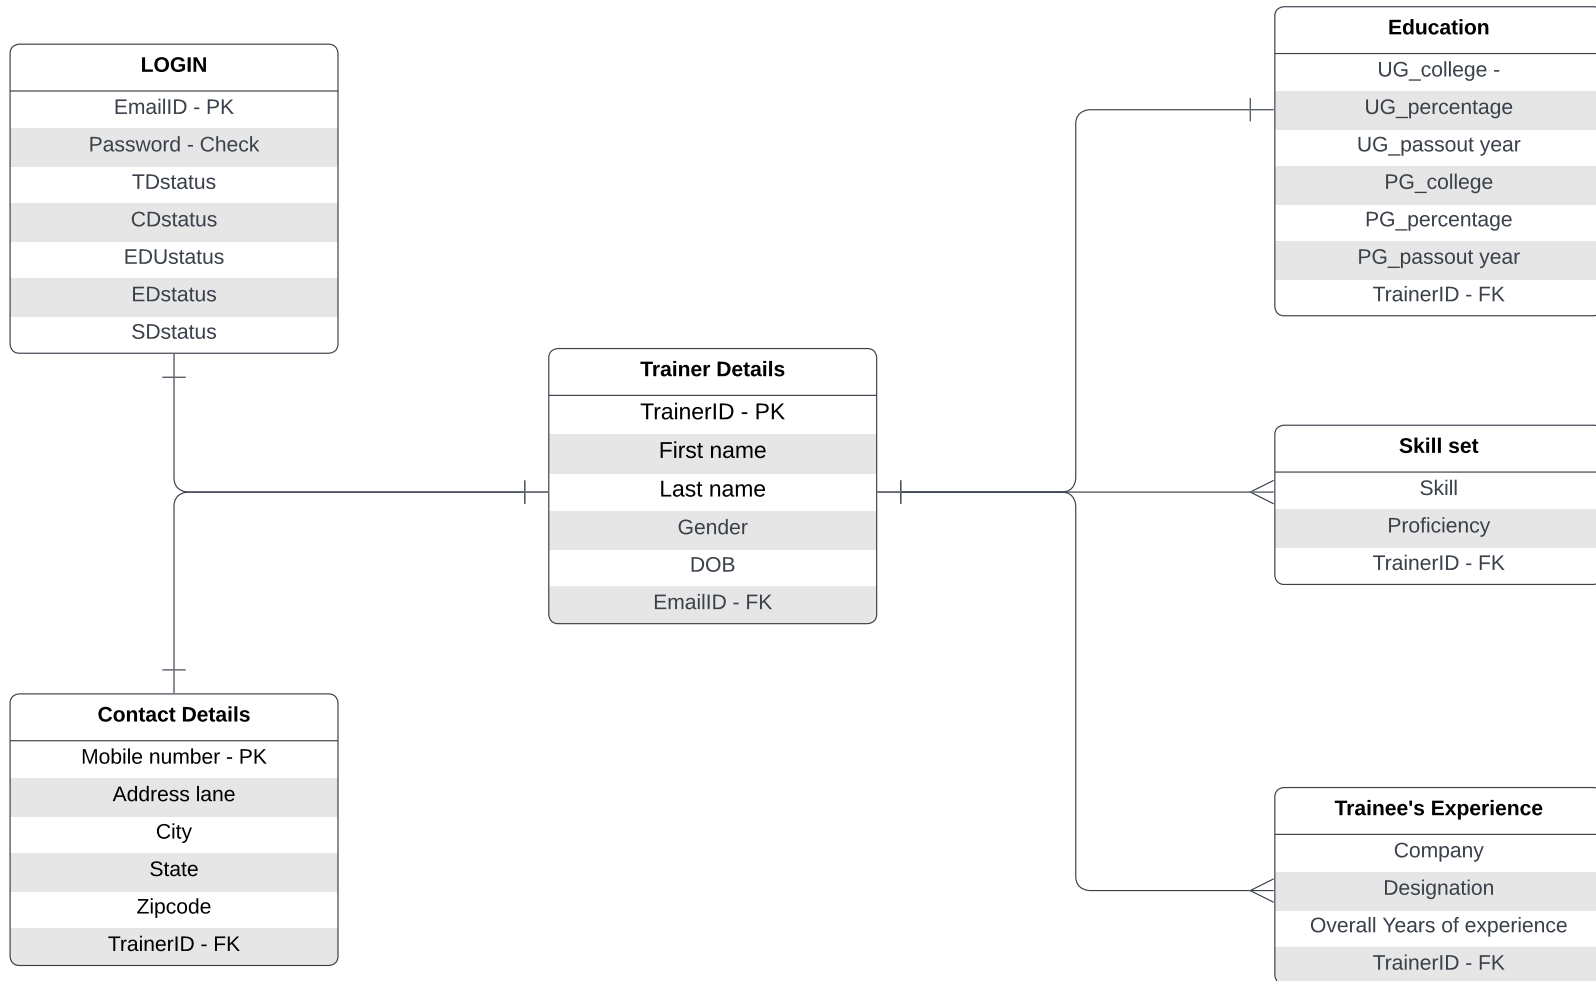 LOGIN
EmailID - PK
Password - Check
TDstatus
CDstatus
EDUstatus
EDstatus
SDstatus
Contact Details
Mobile number - PK
Address lane
City
State
Zipcode
TrainerID - FK
Trainer Details
TrainerID - PK
First name
Last name
Gender
DOB
EmailID - FK
Education
UG_college -
UG_percentage
UG_passout year
PG_college
PG_percentage
PG_passout year
TrainerID - FK
Skill set
Skill
Proficiency
TrainerID - FK
Trainee's Experience
Company
Designation
Overall Years of experience
TrainerID - FK